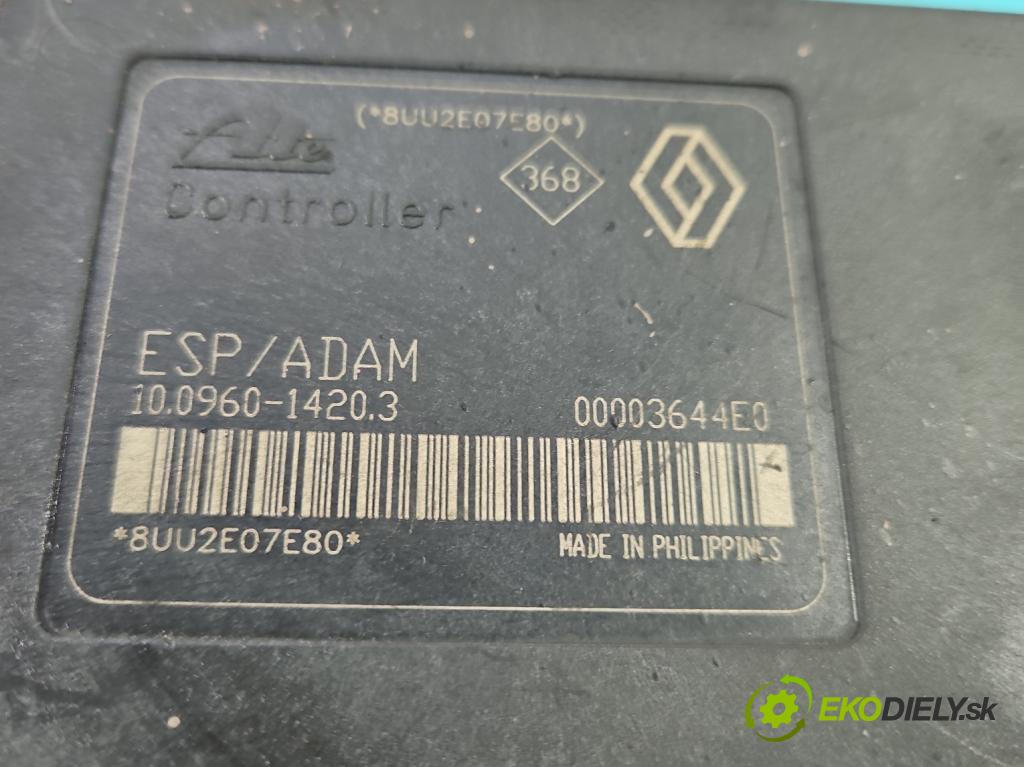 (*8UU2E07E80*)
Ate
Controller
368
ESP/ADAM
10.0960-1420.3
00003644E0
*8UU2E07E80*
MADE IN PHILIPPINES
EKODIELY.sk